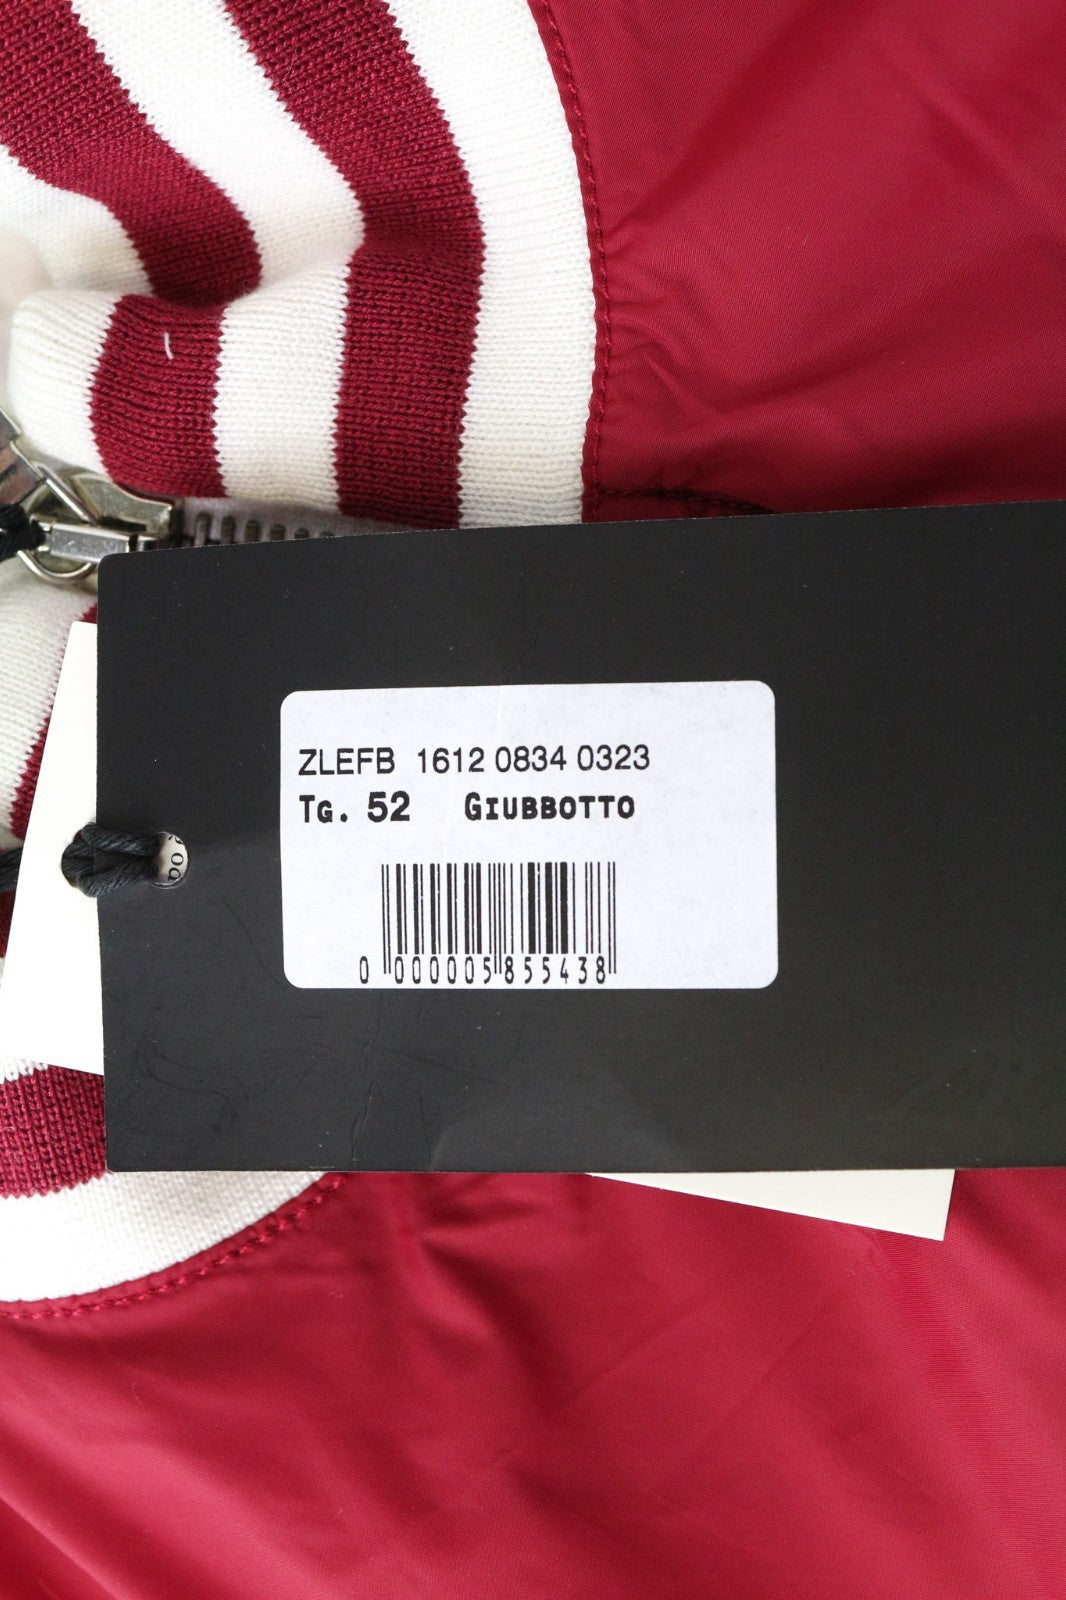 ZLEFB 1612 0834 0323
TG. 52 GIUBBOTTO
0 000005 855438